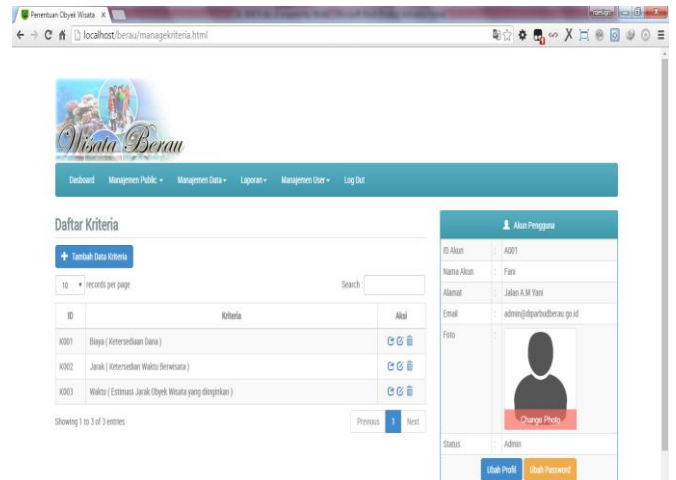 Penentuan Obyek Wisata
localhost/berau/managekriteria.html
Wisata Berau
Dasboard Manajemen Public Manajemen Data Laporan Manajemen User Log Out
Daftar Kriteria
Tambah Data Kriteria
10 records per page Search:
ID Kriteria Aksi
K001 Biaya ( Ketersediaan Dana )
K002 Jarak ( Ketersedian Waktu Berwisata )
K003 Waktu ( Estimasi Jarak Obyek Wisata yang diinginkan )
Showing 1 to 3 of 3 entries
Previous 1 Next
Akun Pengguna
ID Akun : A001
Nama Akun : Fani
Alamat : Jalan A.M Yani
Email : admin@diparbudberau.go.id
Foto :
Change Photo
Status : Admin
Ubah Profil Ubah Password